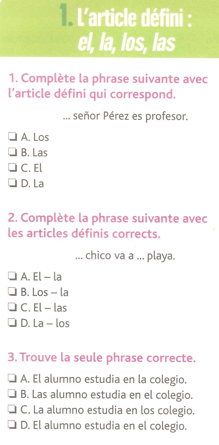 1. L'article défini :
el, la, los, las
1. Complète la phrase suivante avec
l'article défini qui correspond.
... señor Pérez es profesor.
❏ A. Los
❏ B. Las
❏ C. El
❏ D. La
2. Complète la phrase suivante avec
les articles définis corrects.
... chico va a ... playa.
❏ A. El – la
❏ B. Los – la
❏ C. El – las
❏ D. La – los
3. Trouve la seule phrase correcte.
❏ A. El alumno estudia en la colegio.
❏ B. Las alumno estudia en el colegio.
❏ C. La alumno estudia en los colegio.
❏ D. El alumno estudia en el colegio.